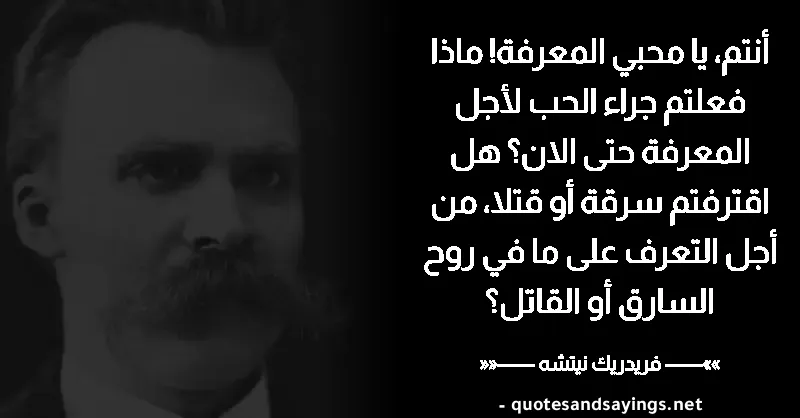 أنتم، يا محبي المعرفة! ماذا
فعلتم جراء الحب لأجل
المعرفة حتى الان؟ هل
اقترفتم سرقة أو قتلا، من
أجل التعرف على ما في روح
السارق أو القاتل؟
»»—— فريدريك نيتشه ——««
- quotesandsayings.net